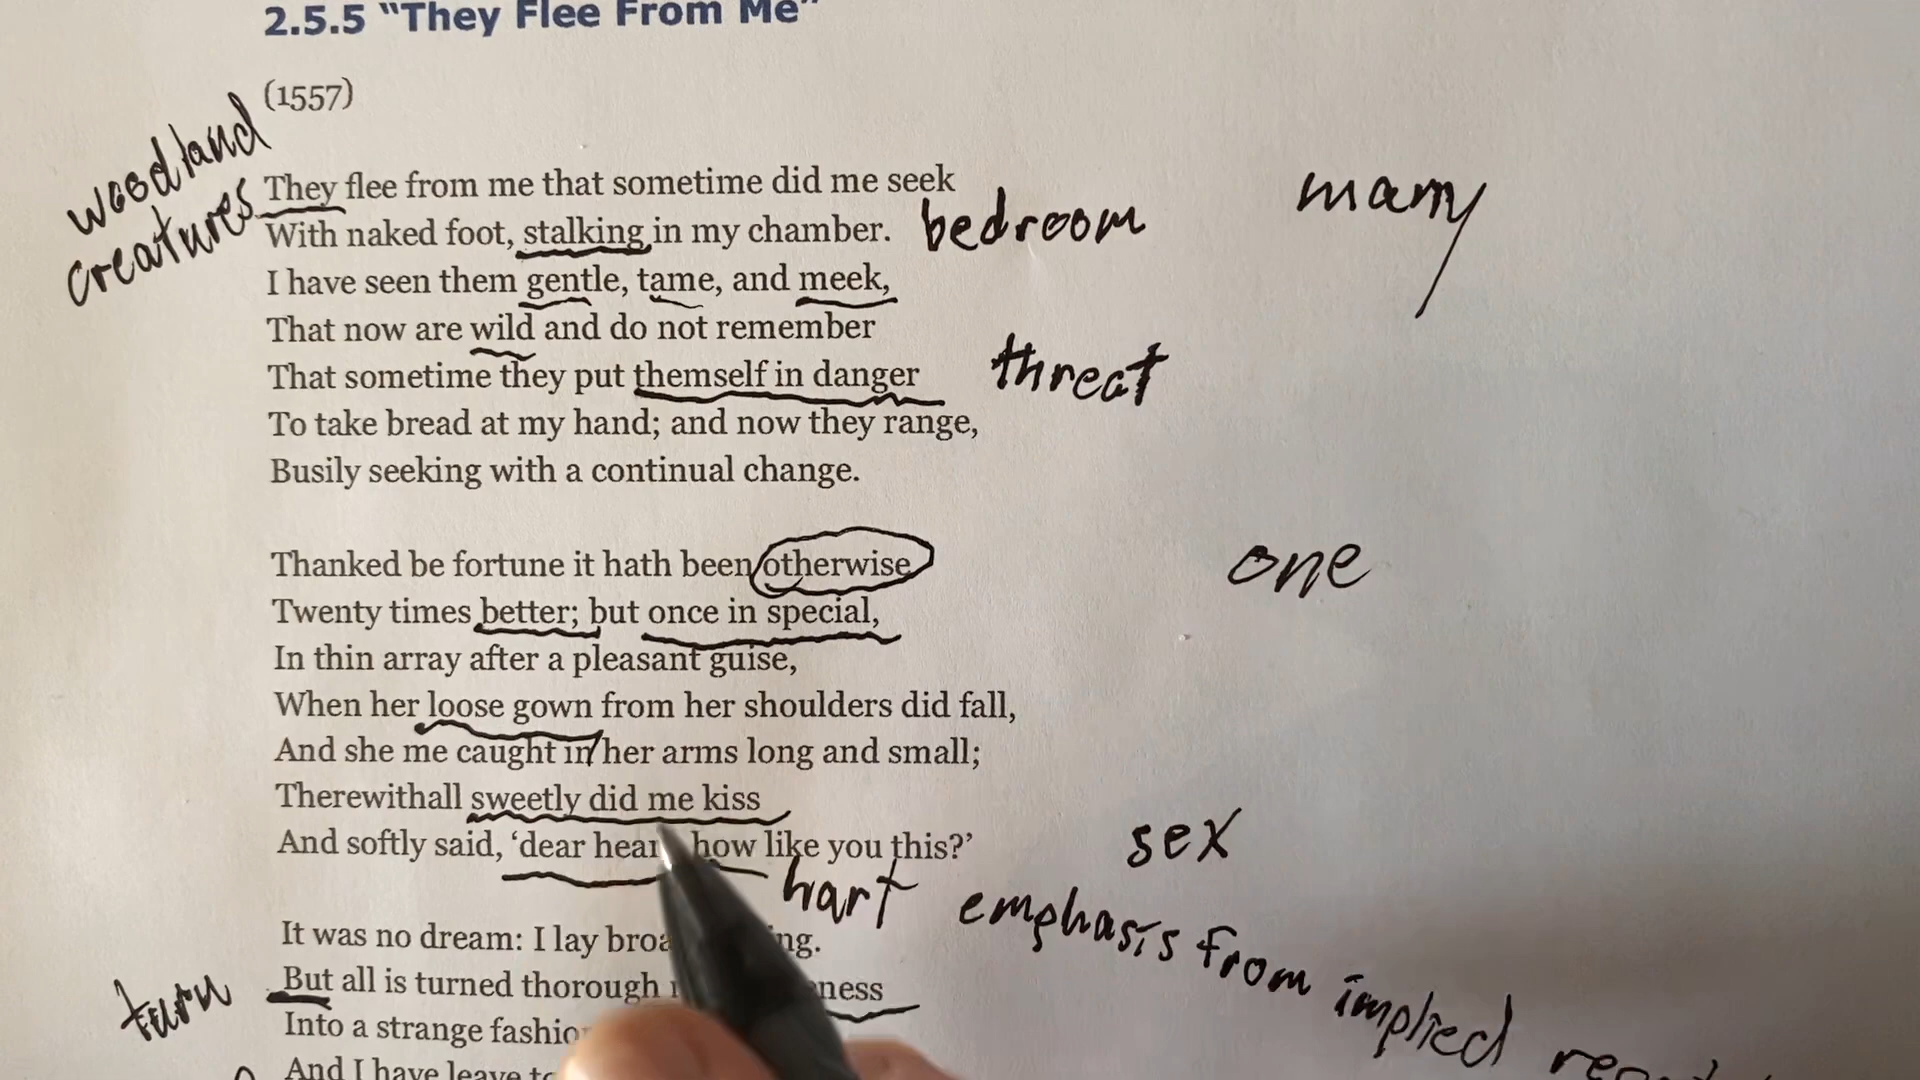 2.5.5 “They Flee From Me”
(1557)
woodland
creatures
They flee from me that sometime did me seek
many
With naked foot, stalking in my chamber.
bedroom
I have seen them gentle, tame, and meek,
That now are wild and do not remember
That sometime they put themself in danger
threat
To take bread at my hand; and now they range,
Busily seeking with a continual change.
Thanked be fortune it hath been otherwise
one
Twenty times better; but once in special,
In thin array after a pleasant guise,
When her loose gown from her shoulders did fall,
And she me caught in her arms long and small;
Therewithall sweetly did me kiss
And softly said, ‘dear how like you this?’
sex
hart
emphasis from implied
It was no dream: I lay
turn
But all is turned thorough
Into a strange
And I have leave